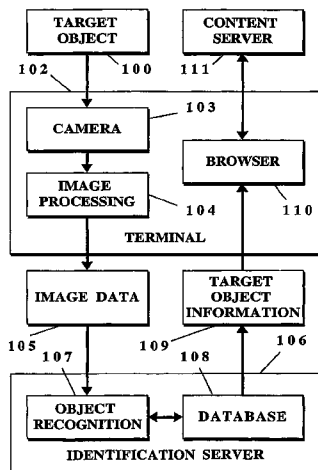 TARGET
OBJECT
CONTENT
SERVER
102
100
111
103
CAMERA
BROWSER
IMAGE
PROCESSING
104
110
TERMINAL
IMAGE DATA
TARGET
OBJECT
INFORMATION
105
109
106
107
108
OBJECT
RECOGNITION
DATABASE
IDENTIFICATION SERVER